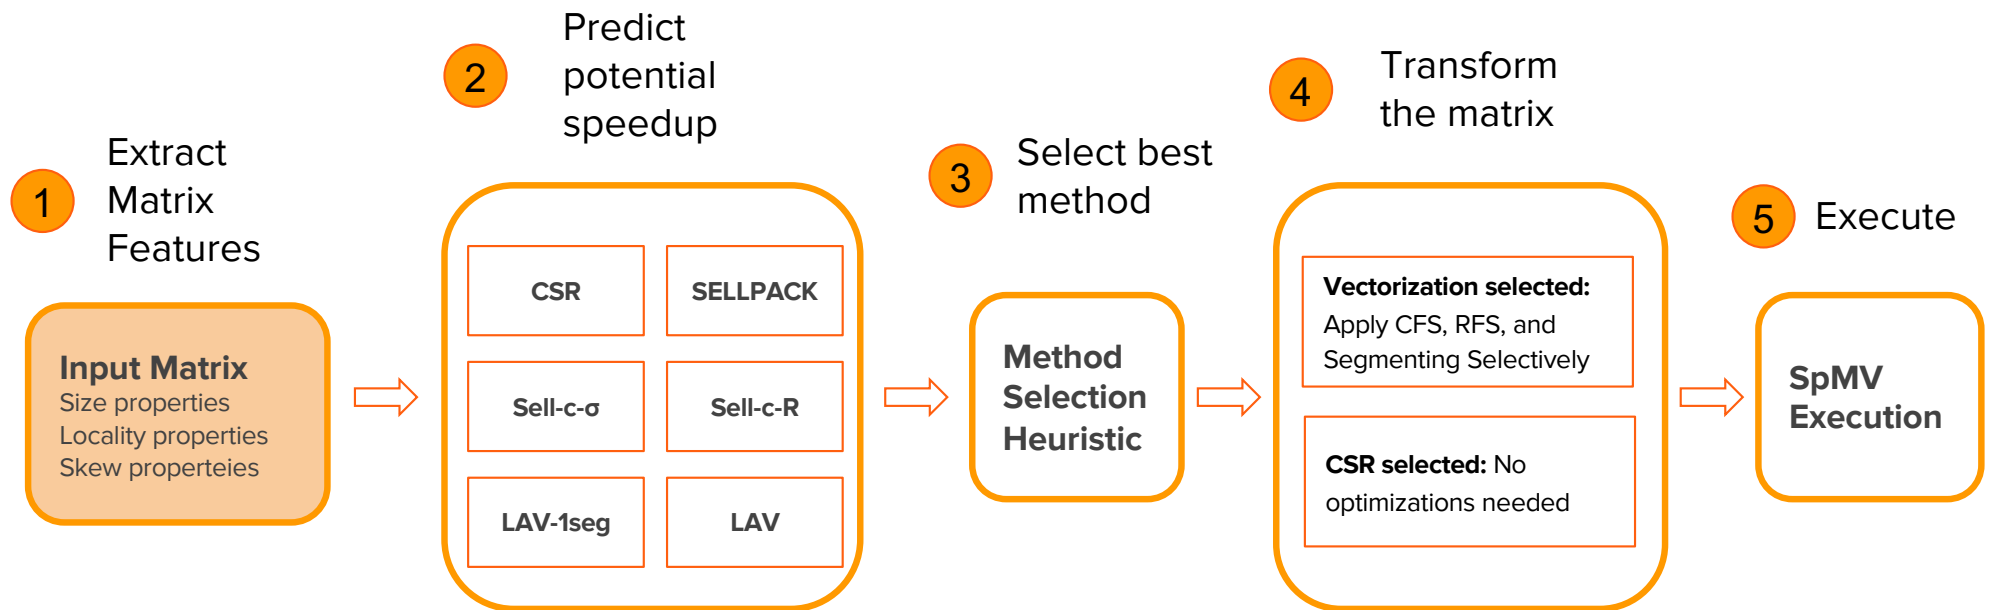 1
Extract
Matrix
Features
Input Matrix
Size properties
Locality properties
Skew properteies
2
Predict
potential
speedup
CSR
SELLPACK
Sell-c-σ
Sell-c-R
LAV-1seg
LAV
3
Select best
method
Method
Selection
Heuristic
4
Transform
the matrix
Vectorization selected:
Apply CFS, RFS, and
Segmenting Selectively
CSR selected: No
optimizations needed
5
Execute
SpMV
Execution